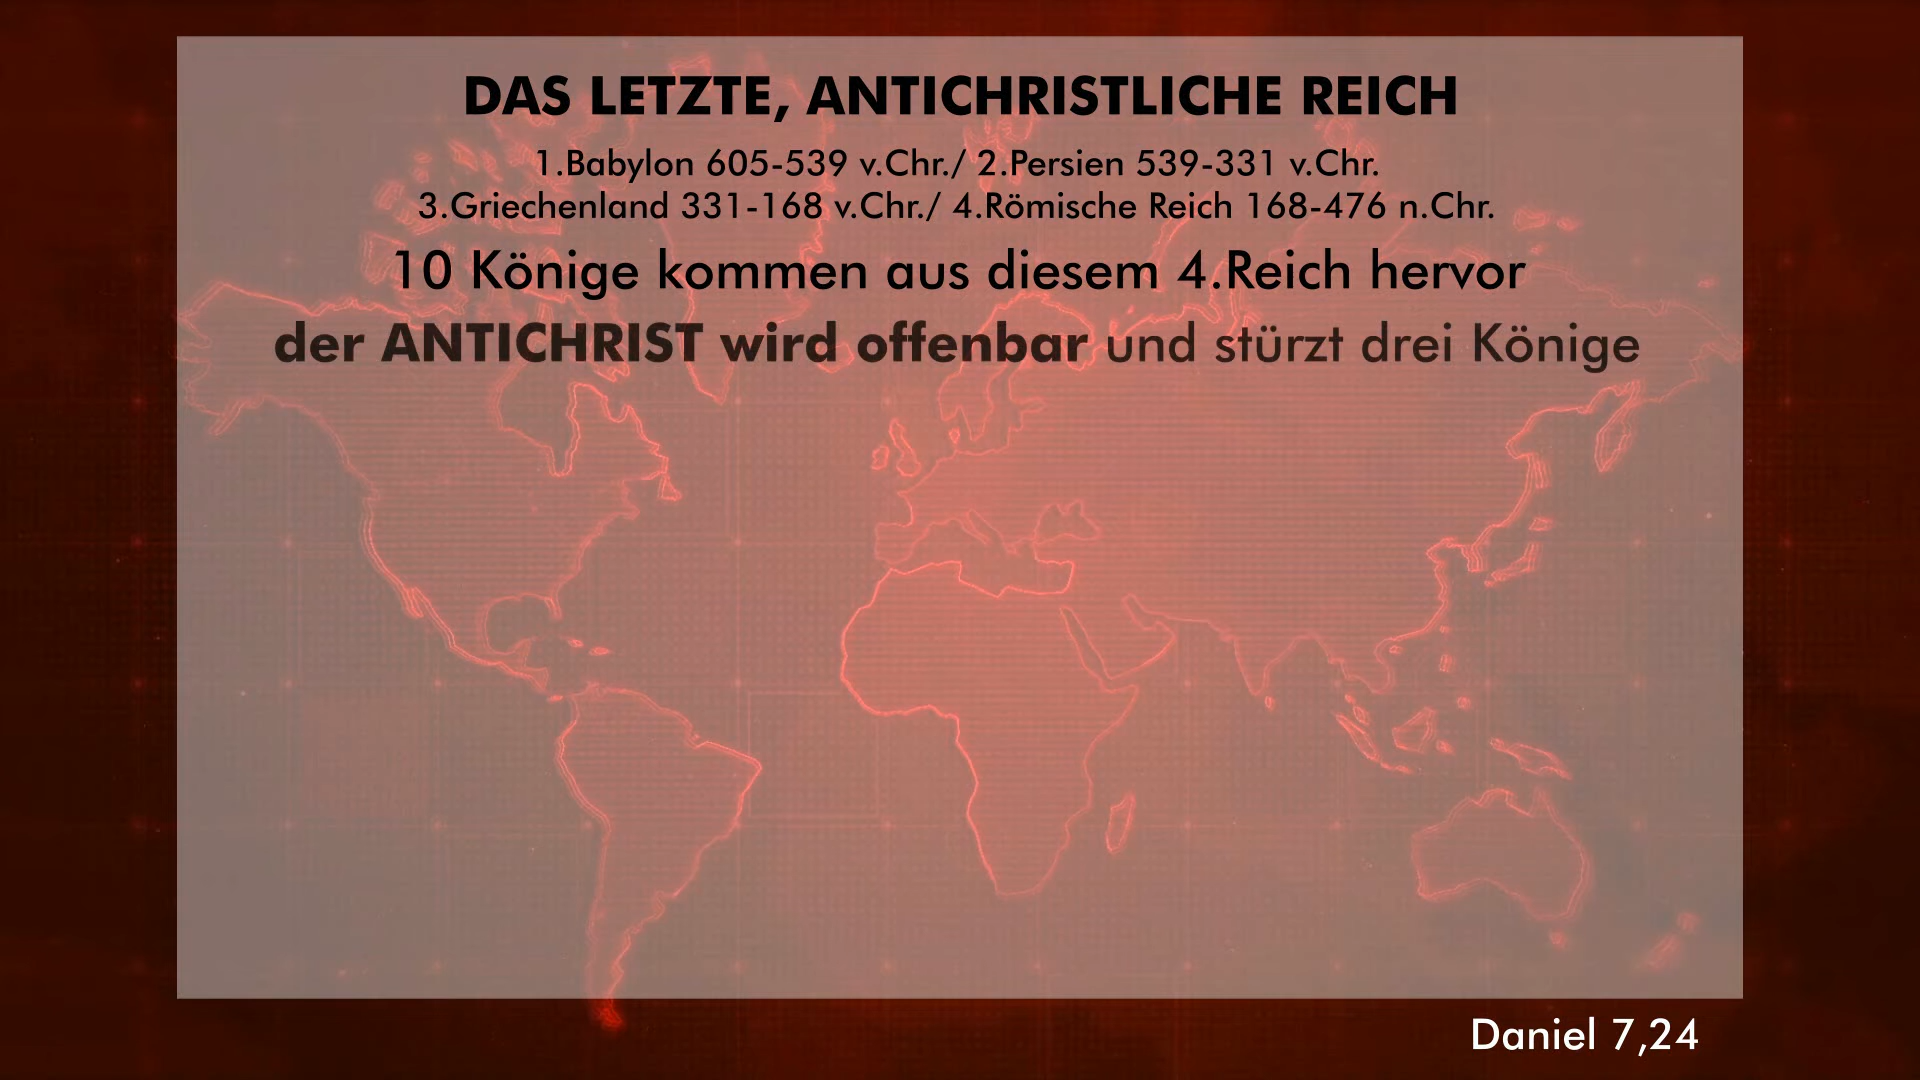 DAS LETZTE, ANTICHRISTLICHE REICH
1.Babylon 605-539 v.Chr./ 2.Persien 539-331 v.Chr.
3.Griechenland 331-168 v.Chr./ 4.Römische Reich 168-476 n.Chr.
10 Könige kommen aus diesem 4.Reich hervor
der ANTICHRIST wird offenbar und stürzt drei Könige
Daniel 7,24